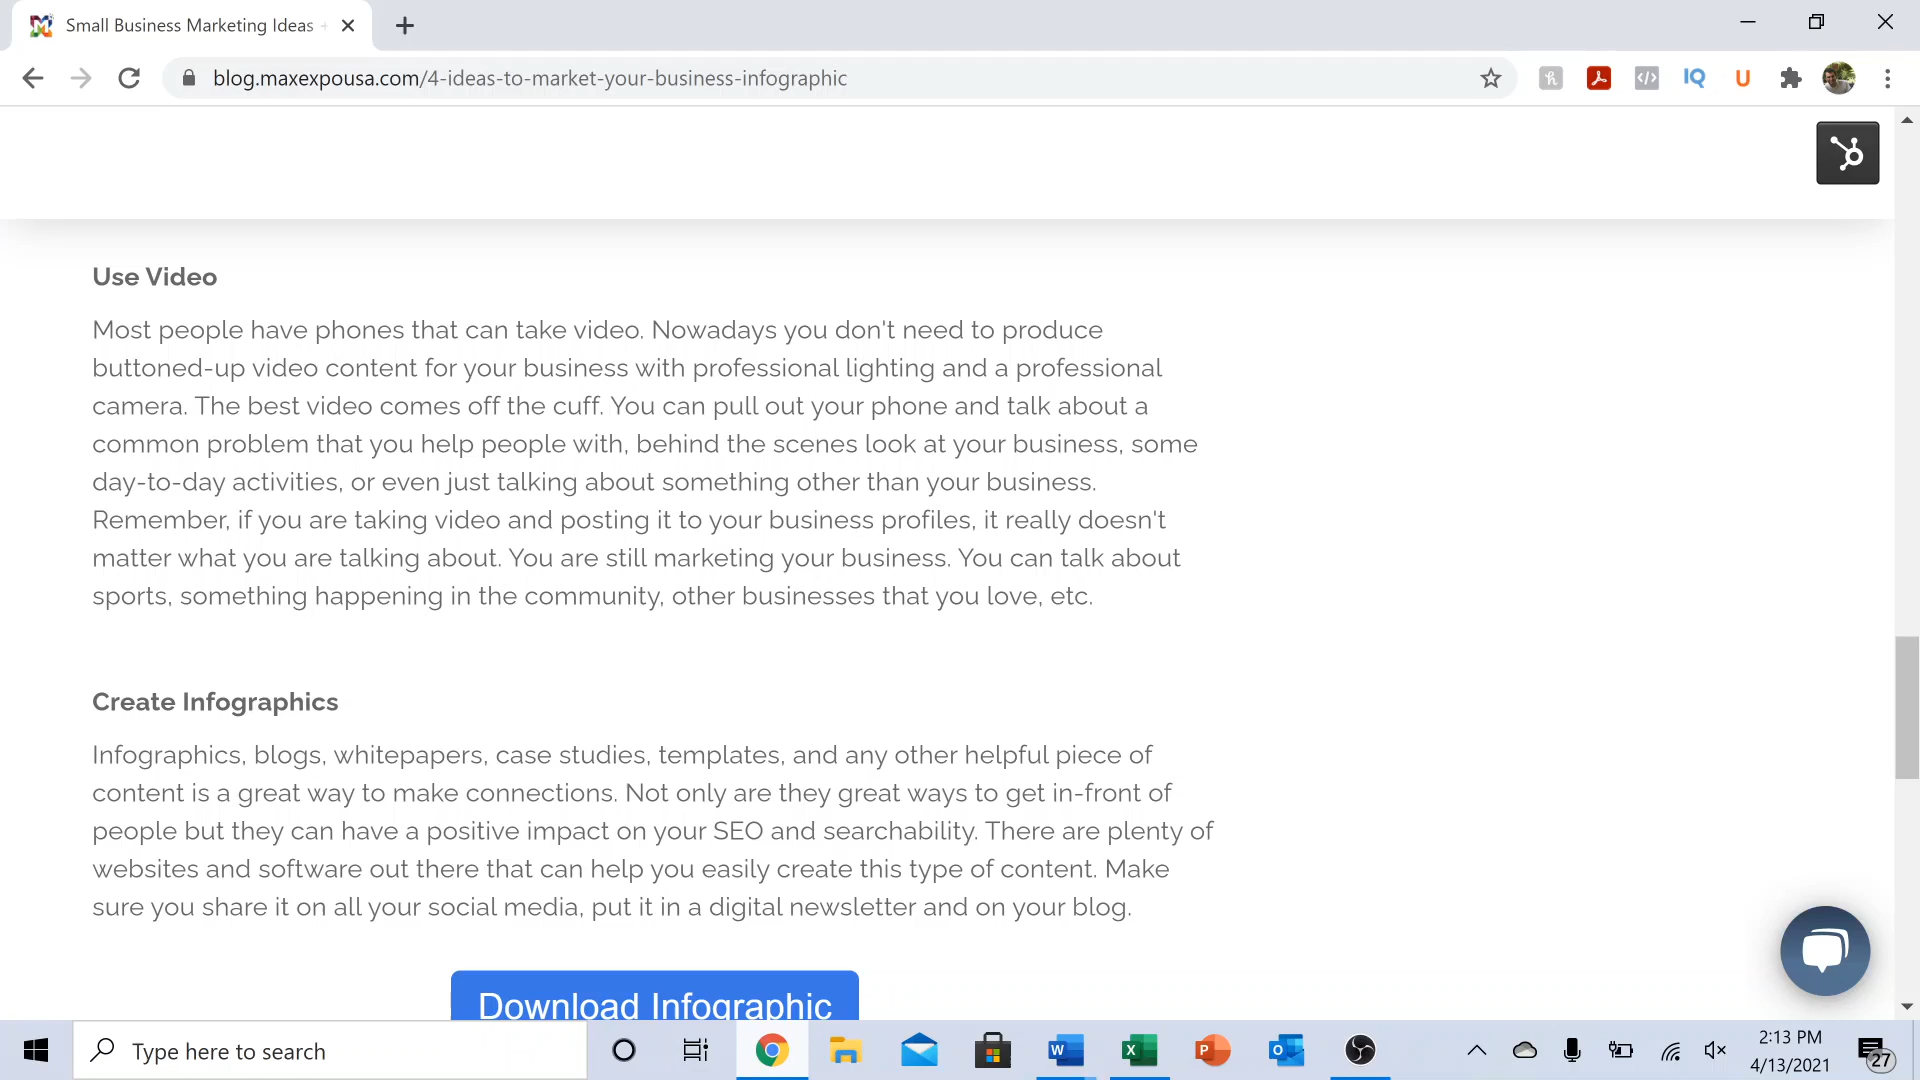 Small Business Marketing Ideas
blog.maxexpousa.com/4-ideas-to-market-your-business-infographic
IQ
U
Use Video
Most people have phones that can take video. Nowadays you don't need to produce
buttoned-up video content for your business with professional lighting and a professional
camera. The best video comes off the cuff. You can pull out your phone and talk about a
common problem that you help people with, behind the scenes look at your business, some
day-to-day activities, or even just talking about something other than your business.
Remember, if you are taking video and posting it to your business profiles, it really doesn't
matter what you are talking about. You are still marketing your business. You can talk about
sports, something happening in the community, other businesses that you love, etc.
Create Infographics
Infographics, blogs, whitepapers, case studies, templates, and any other helpful piece of
content is a great way to make connections. Not only are they great ways to get in-front of
people but they can have a positive impact on your SEO and searchability. There are plenty of
websites and software out there that can help you easily create this type of content. Make
sure you share it on all your social media, put it in a digital newsletter and on your blog.
Download Infographic
Type here to search
2:13 PM
4/13/2021
27